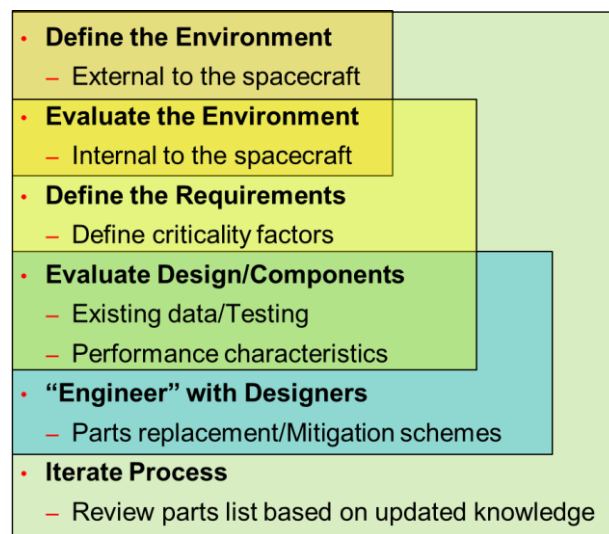 • Define the Environment
– External to the spacecraft
• Evaluate the Environment
– Internal to the spacecraft
• Define the Requirements
– Define criticality factors
• Evaluate Design/Components
– Existing data/Testing
– Performance characteristics
• “Engineer” with Designers
– Parts replacement/Mitigation schemes
• Iterate Process
– Review parts list based on updated knowledge